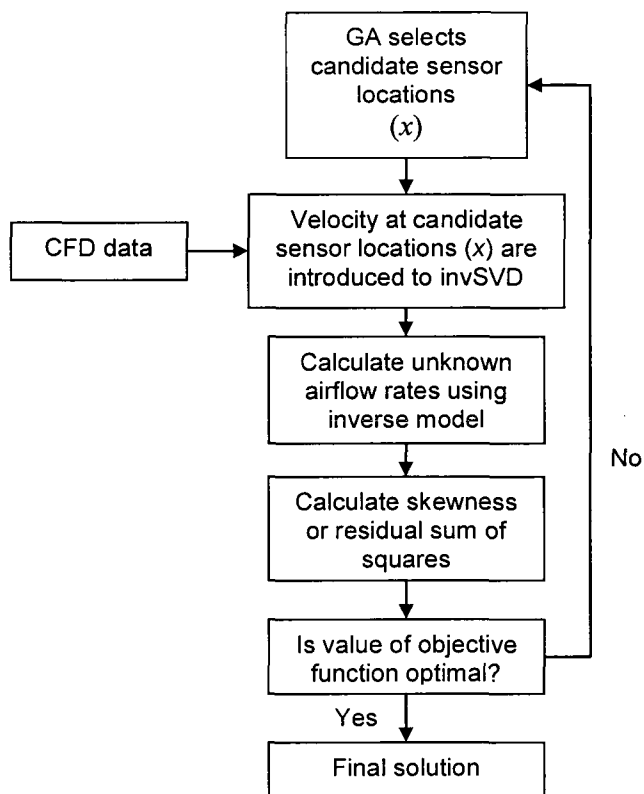 GA selects
candidate sensor
locations
(x)
CFD data
Velocity at candidate
sensor locations (x) are
introduced to invSVD
Calculate unknown
airflow rates using
inverse model
No
Calculate skewness
or residual sum of
squares
Is value of objective
function optimal?
Yes
Final solution